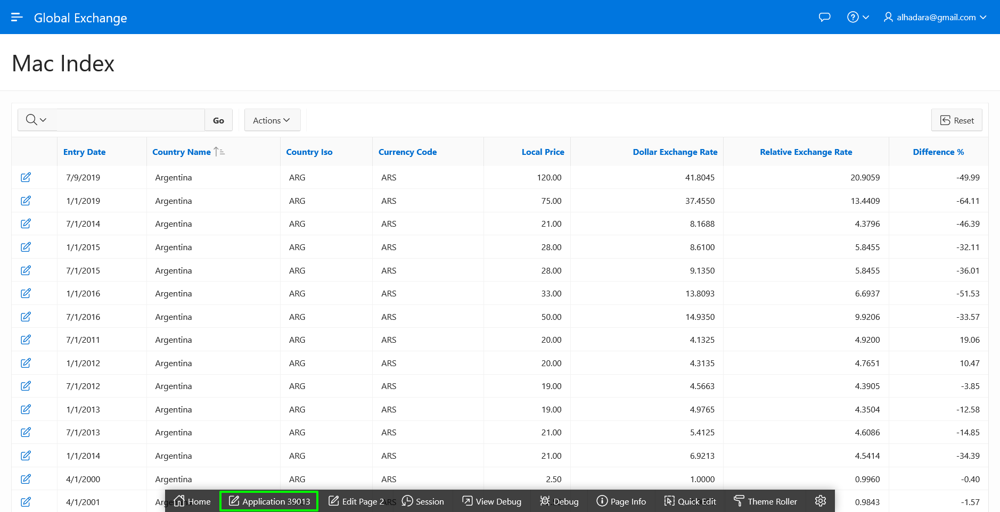 Global Exchange
alhadara@gmail.com
Mac Index
Go Actions Reset
Entry Date Country Name Country Iso Currency Code Local Price Dollar Exchange Rate Relative Exchange Rate Difference %
7/9/2019 Argentina ARG ARS 120.00 41.8045 20.9059 -49.99
1/1/2019 Argentina ARG ARS 75.00 37.4550 13.4409 -64.11
7/1/2014 Argentina ARG ARS 21.00 8.1688 4.3796 -46.39
1/1/2015 Argentina ARG ARS 28.00 8.6100 5.8455 -32.11
7/1/2015 Argentina ARG ARS 28.00 9.1350 5.8455 -36.01
1/1/2016 Argentina ARG ARS 33.00 13.8093 6.6937 -51.53
7/1/2016 Argentina ARG ARS 50.00 14.9350 9.9206 -33.57
7/1/2011 Argentina ARG ARS 20.00 4.1325 4.9200 19.06
1/1/2012 Argentina ARG ARS 20.00 4.3135 4.7651 10.47
7/1/2012 Argentina ARG ARS 19.00 4.5663 4.3905 -3.85
1/1/2013 Argentina ARG ARS 19.00 4.9765 4.3504 -12.58
7/1/2013 Argentina ARG ARS 21.00 5.4125 4.6086 -14.85
1/1/2014 Argentina ARG ARS 21.00 6.9213 4.5414 -34.39
4/1/2000 Argentina ARG ARS 2.50 1.0000 0.9960 -0.40
4/1/2001 ARS 0.9843 -1.57
Home Application 39013 Edit Page 2 Session View Debug Debug Page Info Quick Edit Theme Roller